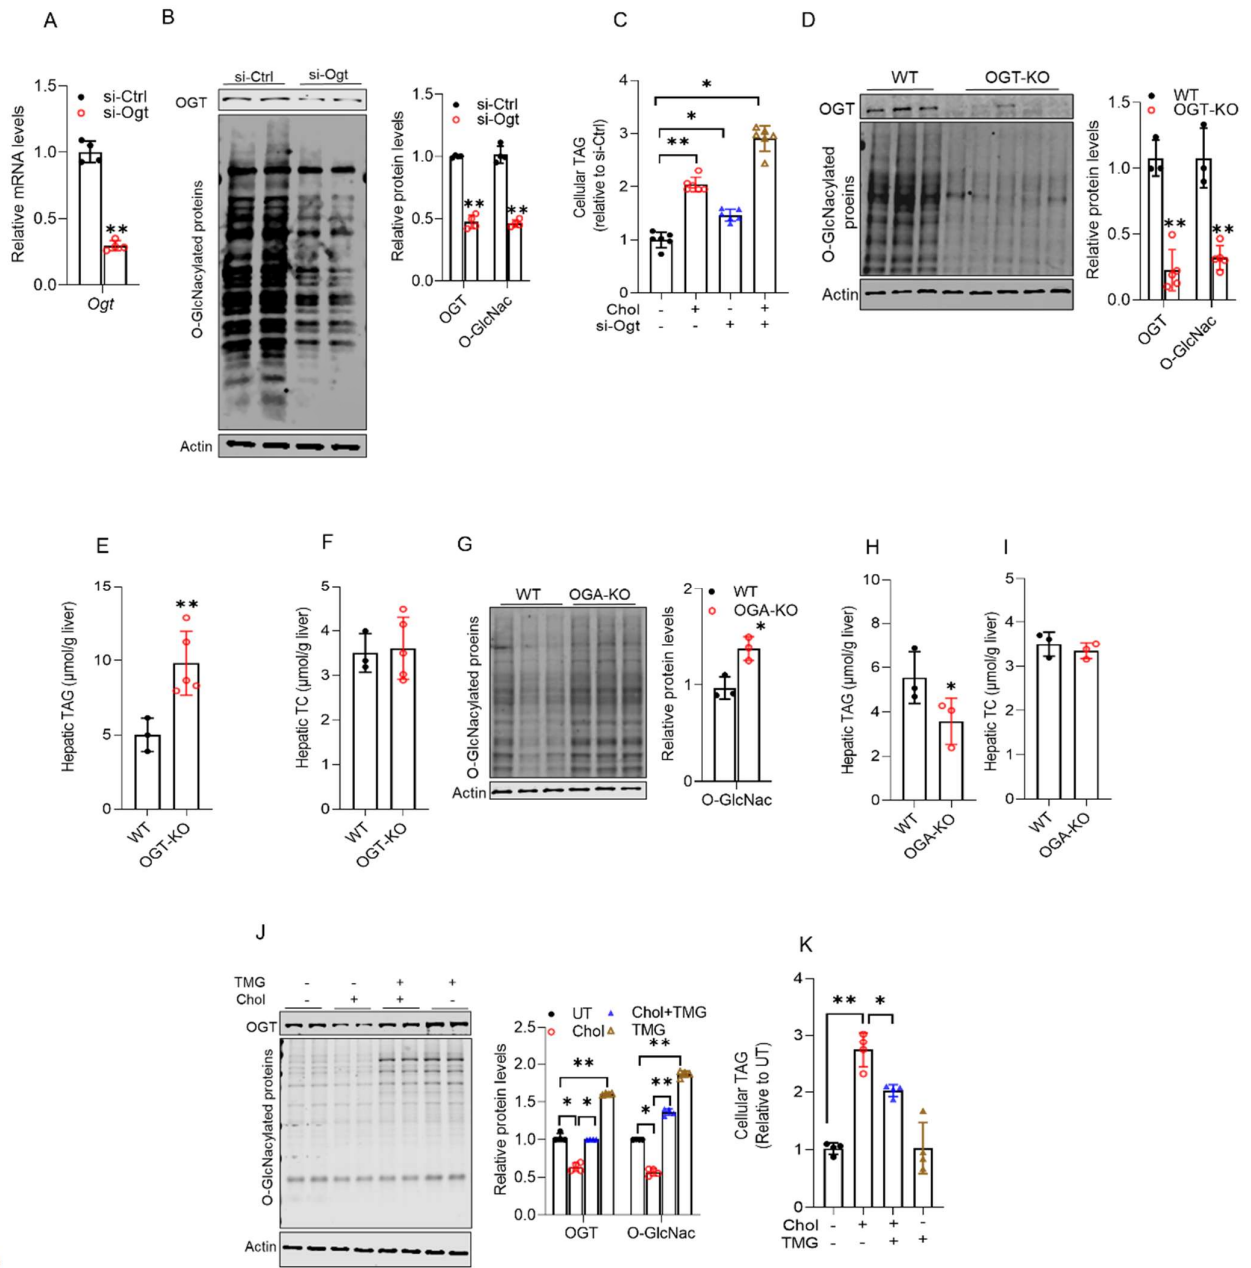 A
1.5
si-Ctrl
si-Ogt
1.0
0.5
0.0
Relative mRNA levels
**
Ogt
B
si-Ctrl si-Ogt
OGT
O-GlcNacylated proteins
Actin
1.5
si-Ctrl
si-Ogt
1.0
0.5
0.0
Relative protein levels
** **
OGT O-GlcNac
C
4
3
2
1
0
Cellular TAG
(relative to si-Ctrl)
*
*
**
Chol - + - +
si-Ogt - - + +
D
WT OGT-KO
OGT
O-GlcNacylated
proeins
Actin
1.5
WT
OGT-KO
1.0
0.5
0.0
Relative protein levels
** **
OGT O-GlcNac
E
15
10
5
0
Hepatic TAG (μmol/g liver)
**
WT OGT-KO
F
5
4
3
2
1
0
Hepatic TC (μmol/g liver)
WT OGT-KO
G
WT OGA-KO
O-GlcNacylated proeins
Actin
2
1
0
WT
OGA-KO
Relative protein levels
*
O-GlcNac
H
10
8
6
4
2
0
Hepatic TAG (μmol/g liver)
*
WT OGA-KO
I
5
4
3
2
1
0
Hepatic TC (μmol/g liver)
WT OGA-KO
J
TMG - - + +
Chol - + + -
OGT
O-GlcNacylated proteins
Actin
UT Chol+TMG
Chol TMG
2.5
2.0
1.5
1.0
0.5
0.0
Relative protein levels
**
* *
**
**
*
OGT O-GlcNac
K
4
3
2
1
0
Cellular TAG
(Relative to UT)
** *
Chol - + + -
TMG - - + +